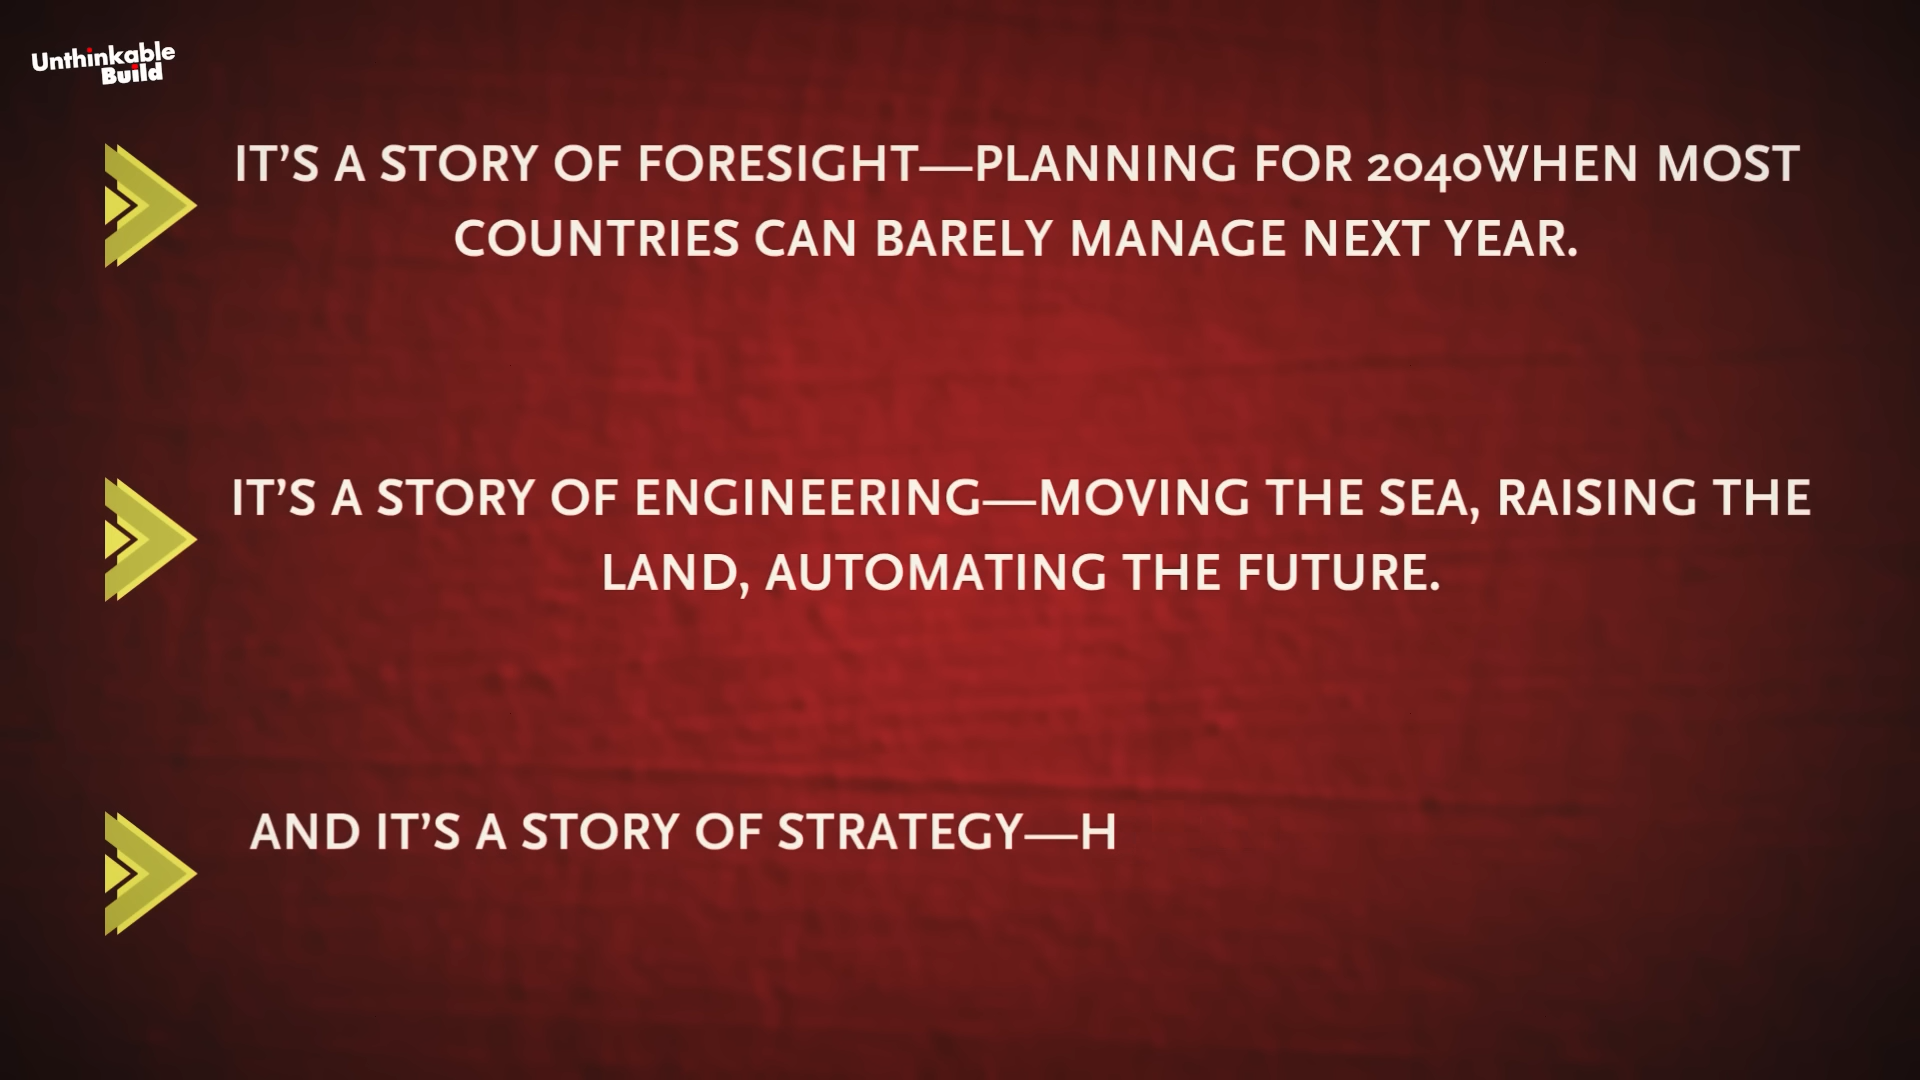 Unthinkable
Build
IT’S A STORY OF FORESIGHT—PLANNING FOR 2040WHEN MOST
COUNTRIES CAN BARELY MANAGE NEXT YEAR.
IT’S A STORY OF ENGINEERING—MOVING THE SEA, RAISING THE
LAND, AUTOMATING THE FUTURE.
AND IT’S A STORY OF STRATEGY—H